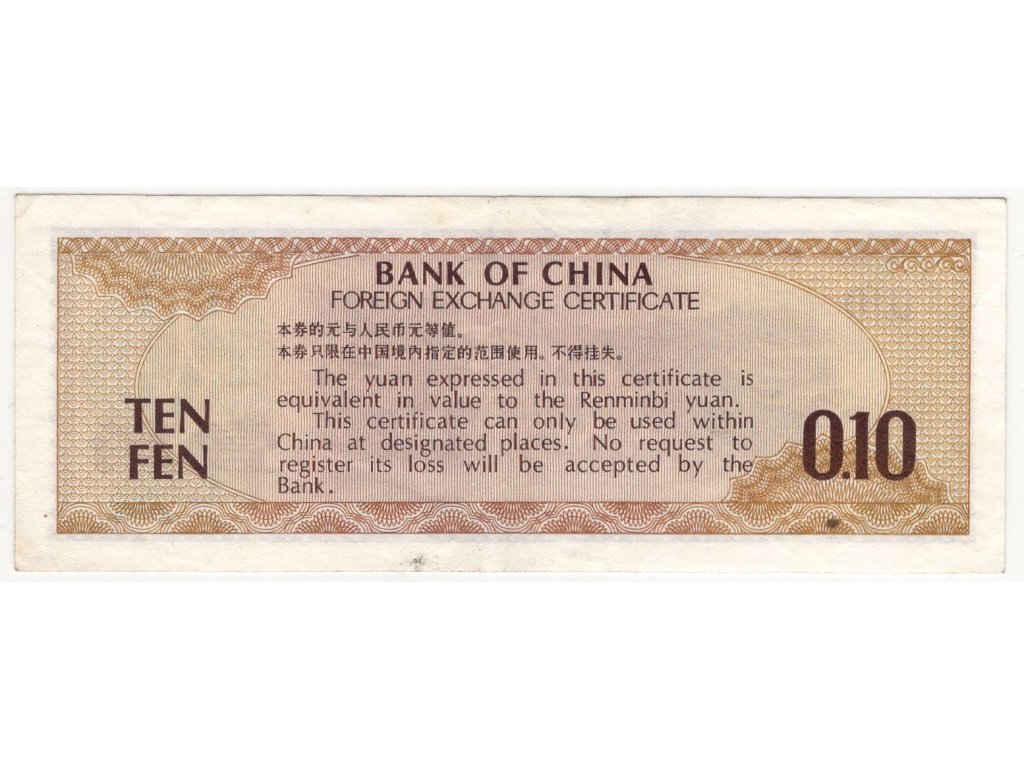 BANK OF CHINA
FOREIGN EXCHANGE CERTIFICATE
本券的元与人民币元等值。
本券只限在中国境内指定的范围使用。不得挂失。
The yuan expressed in this certificate is
equivalent in value to the Renminbi yuan.
This certificate can only be used within
China at designated places. No request to
register its loss will be accepted by the
Bank.
TEN
FEN
0.10